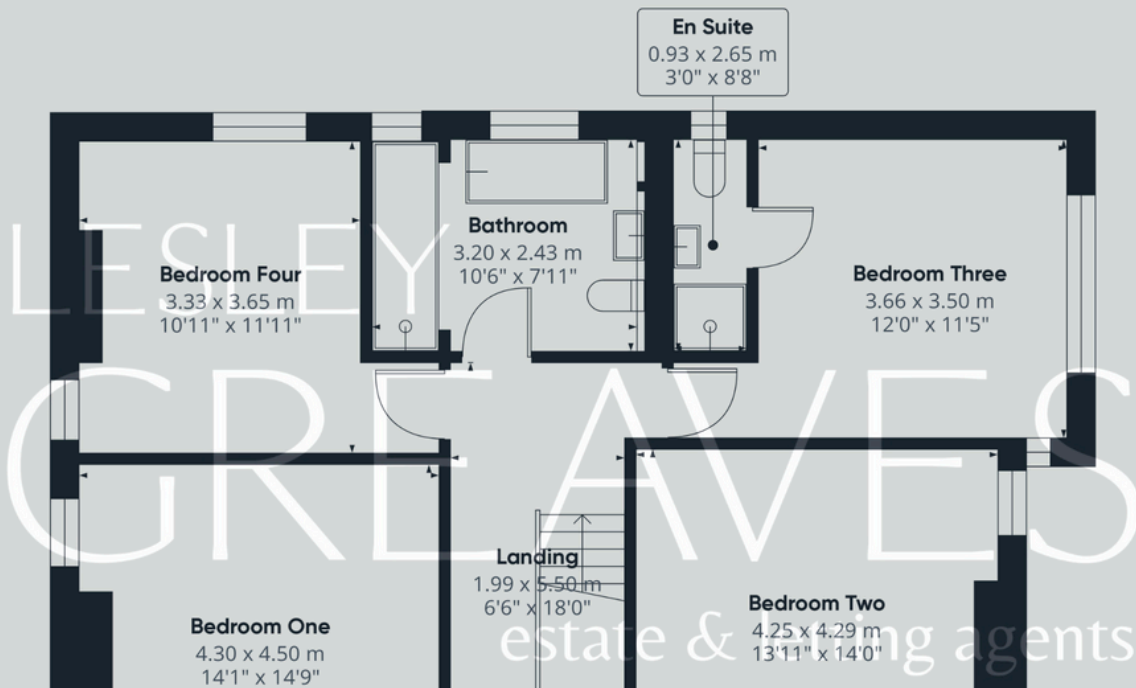 En Suite
0.93 x 2.65 m
3'0" x 8'8"
Bathroom
3.20 x 2.43 m
10'6" x 7'11"
Bedroom Four
3.33 x 3.65 m
10'11" x 11'11"
Bedroom Three
3.66 x 3.50 m
12'0" x 11'5"
LESLEY
GREAVES
estate & letting agents
Landing
1.99 x 5.50 m
6'6" x 18'0"
Bedroom One
4.30 x 4.50 m
14'1" x 14'9"
Bedroom Two
4.25 x 4.29 m
13'11" x 14'0"